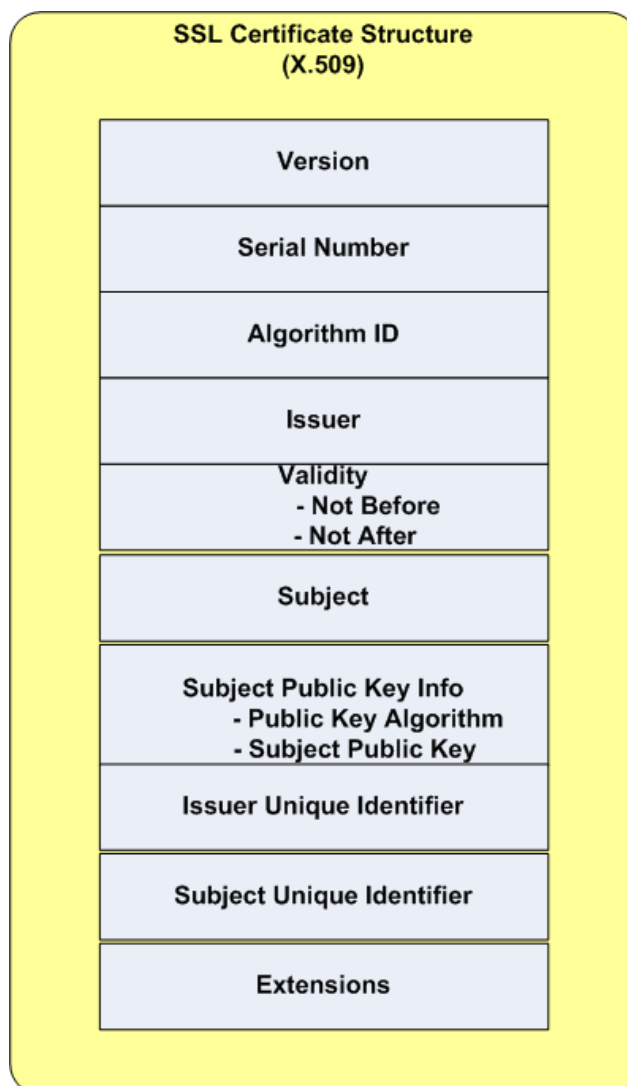 SSL Certificate Structure
(X.509)
Version
Serial Number
Algorithm ID
Issuer
Validity
- Not Before
- Not After
Subject
Subject Public Key Info
- Public Key Algorithm
- Subject Public Key
Issuer Unique Identifier
Subject Unique Identifier
Extensions